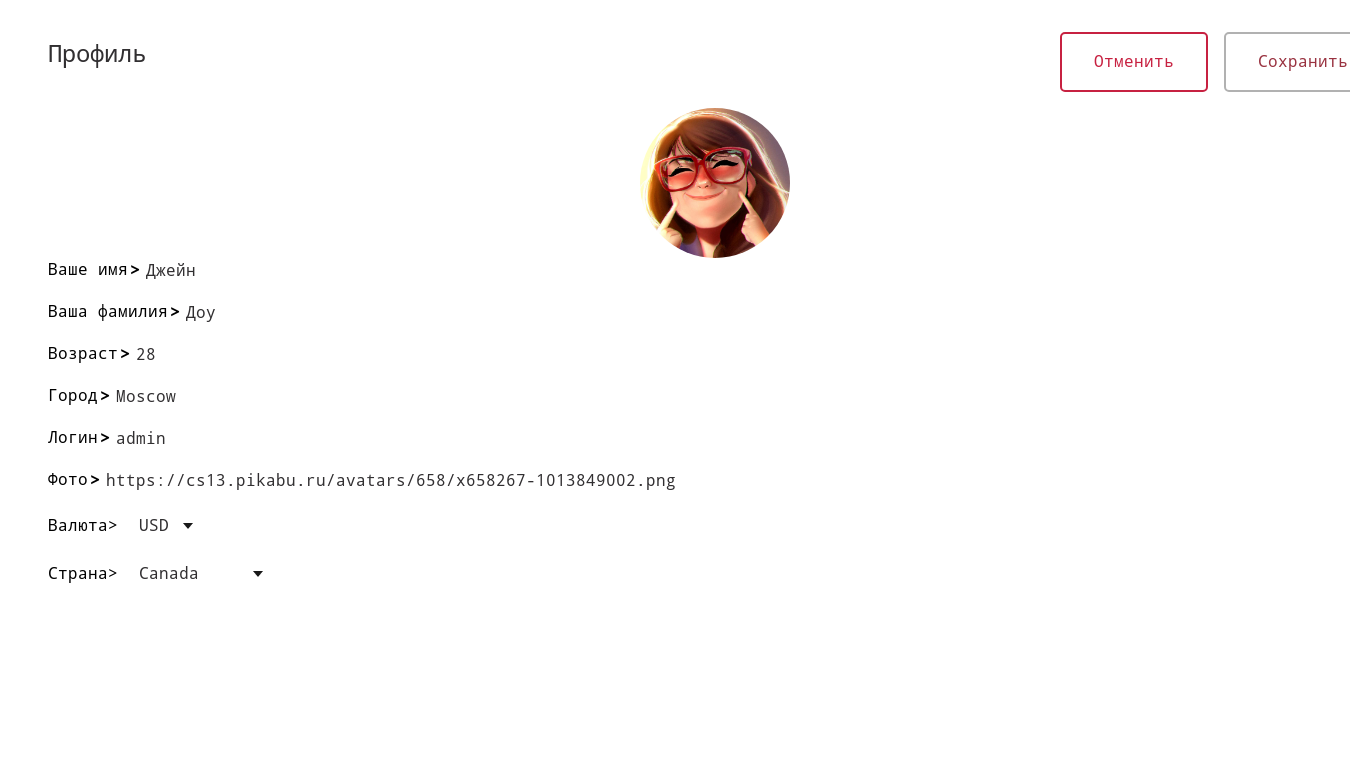 Профиль
Отменить
Сохранить
Ваше имя> Джейн
Ваша фамилия> Доу
Возраст> 28
Город> Moscow
Логин> admin
Фото> https://cs13.pikabu.ru/avatars/658/x658267-1013849002.png
Валюта> USD
Страна> Canada